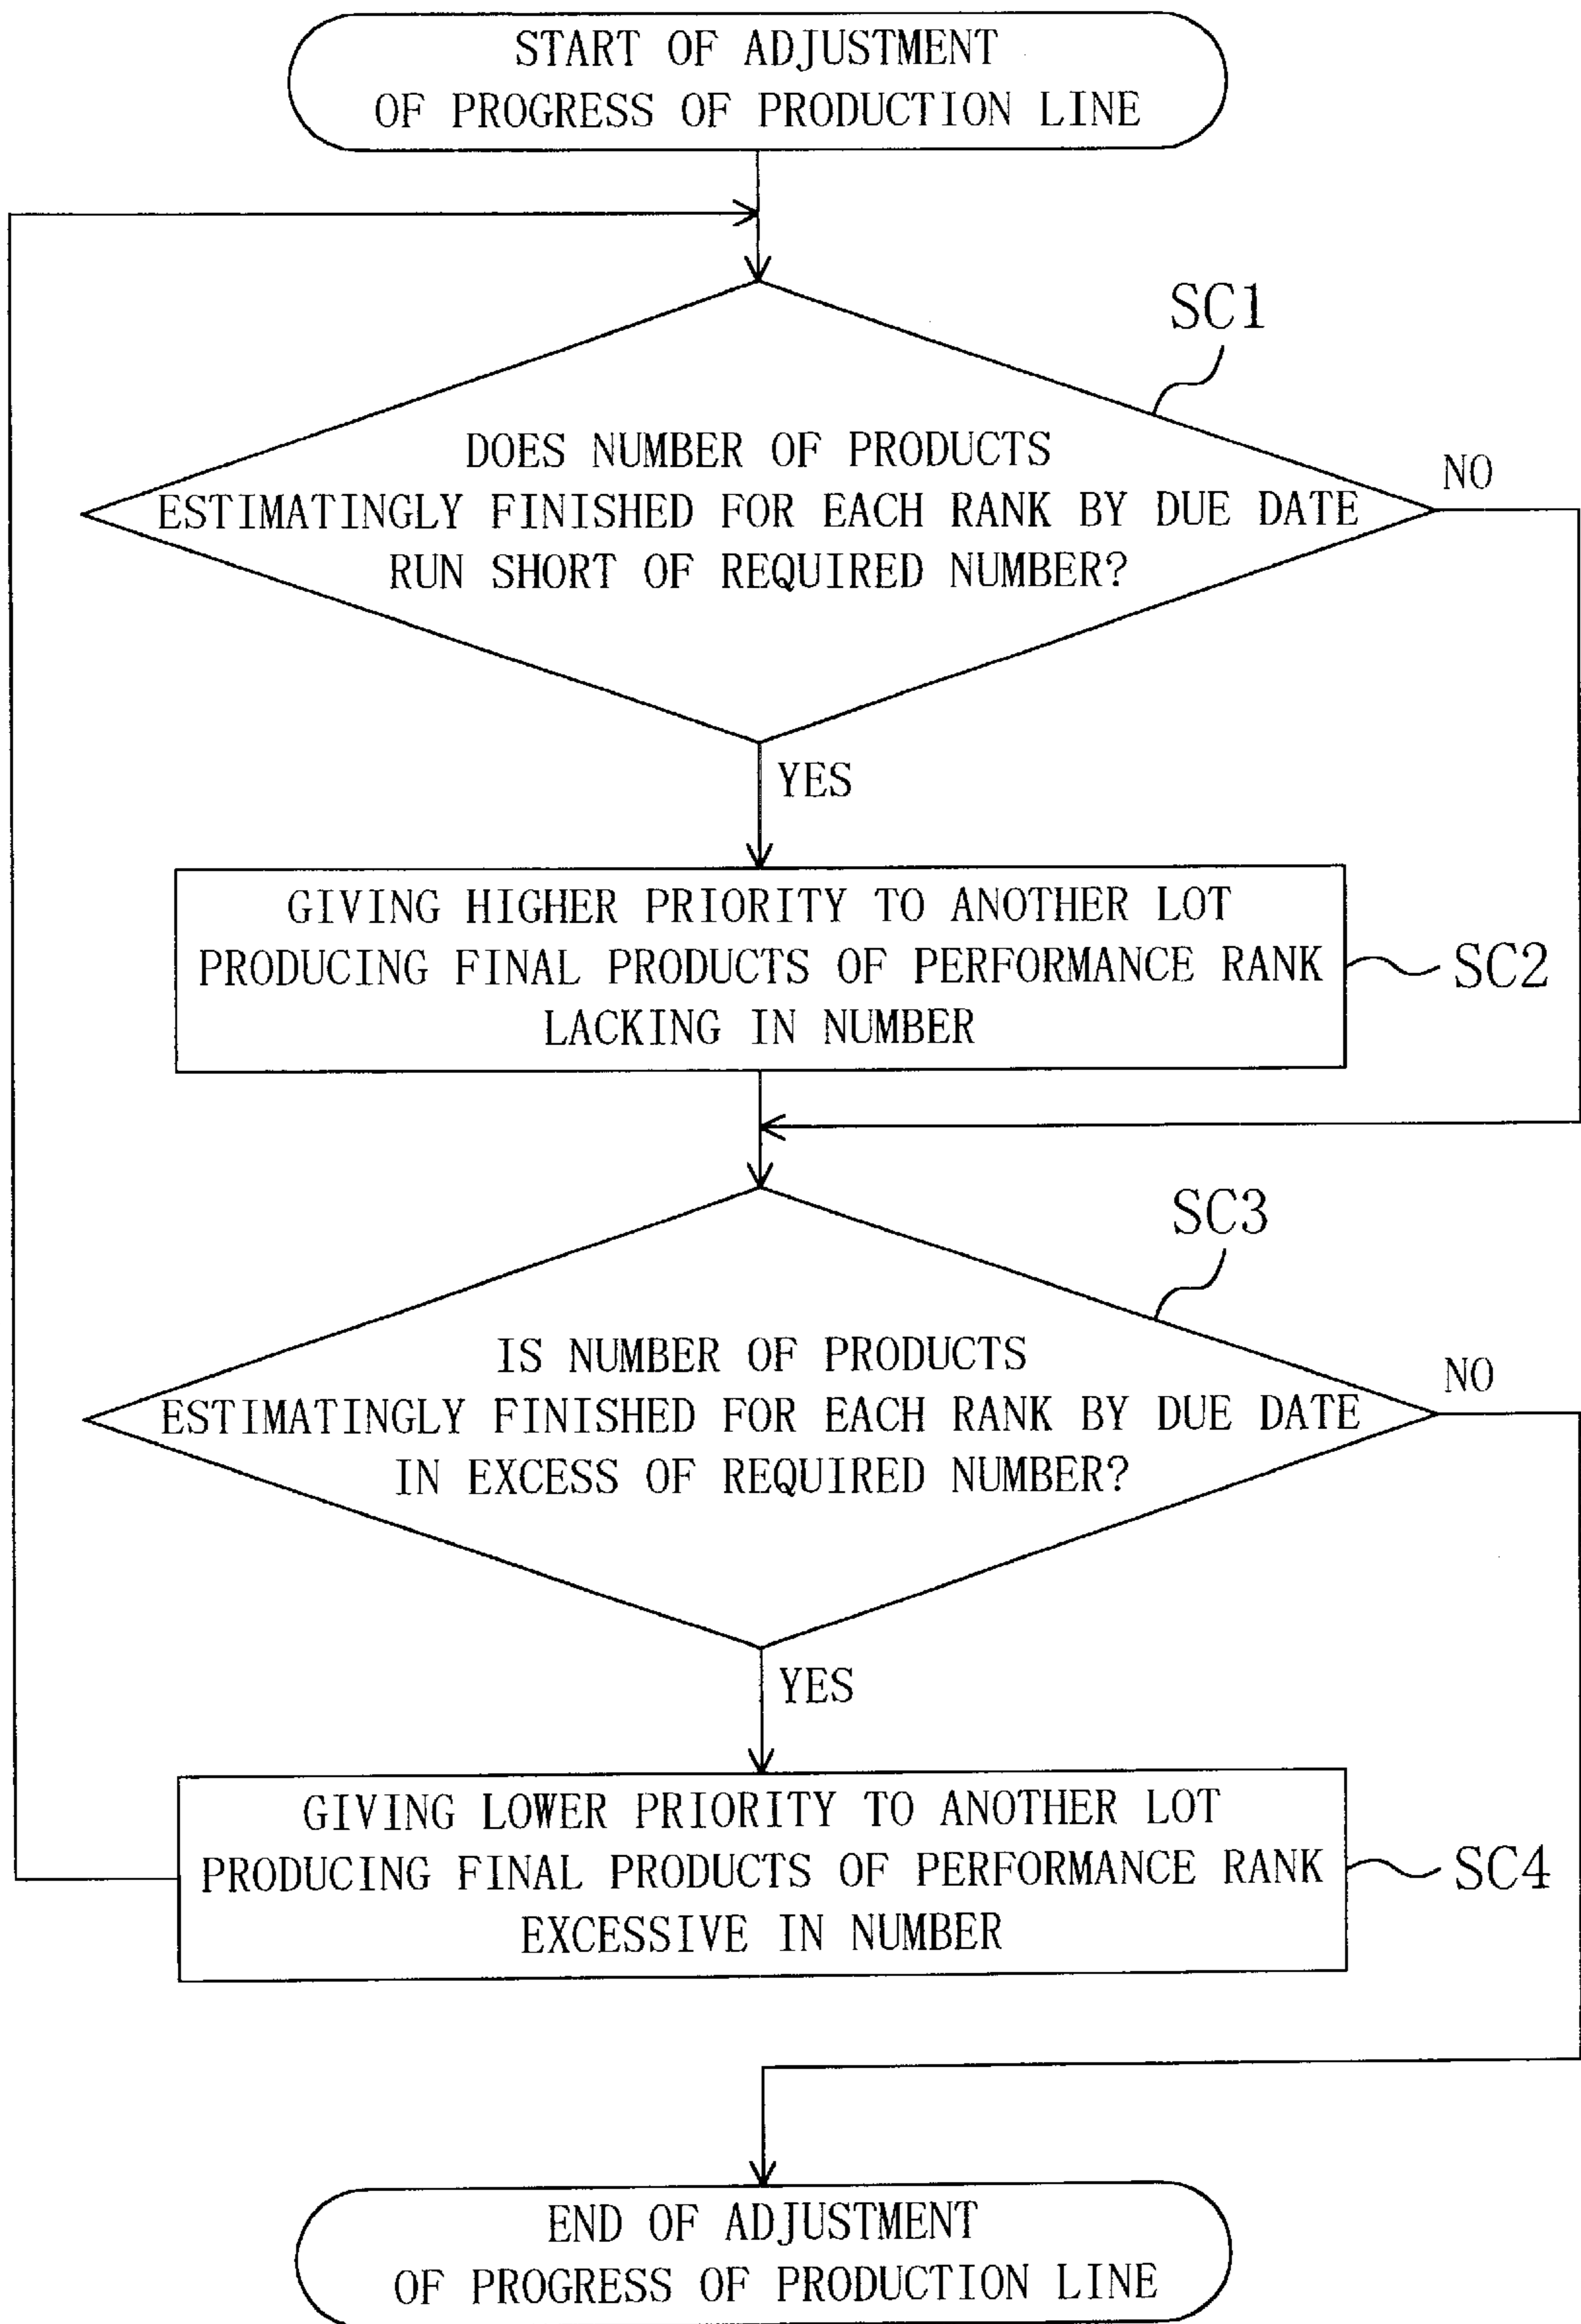 START OF ADJUSTMENT
OF PROGRESS OF PRODUCTION LINE
SC1
DOES NUMBER OF PRODUCTS
ESTIMATINGLY FINISHED FOR EACH RANK BY DUE DATE
RUN SHORT OF REQUIRED NUMBER?
NO
YES
GIVING HIGHER PRIORITY TO ANOTHER LOT
PRODUCING FINAL PRODUCTS OF PERFORMANCE RANK
LACKING IN NUMBER
SC2
SC3
IS NUMBER OF PRODUCTS
ESTIMATINGLY FINISHED FOR EACH RANK BY DUE DATE
IN EXCESS OF REQUIRED NUMBER?
NO
YES
GIVING LOWER PRIORITY TO ANOTHER LOT
PRODUCING FINAL PRODUCTS OF PERFORMANCE RANK
EXCESSIVE IN NUMBER
SC4
END OF ADJUSTMENT
OF PROGRESS OF PRODUCTION LINE